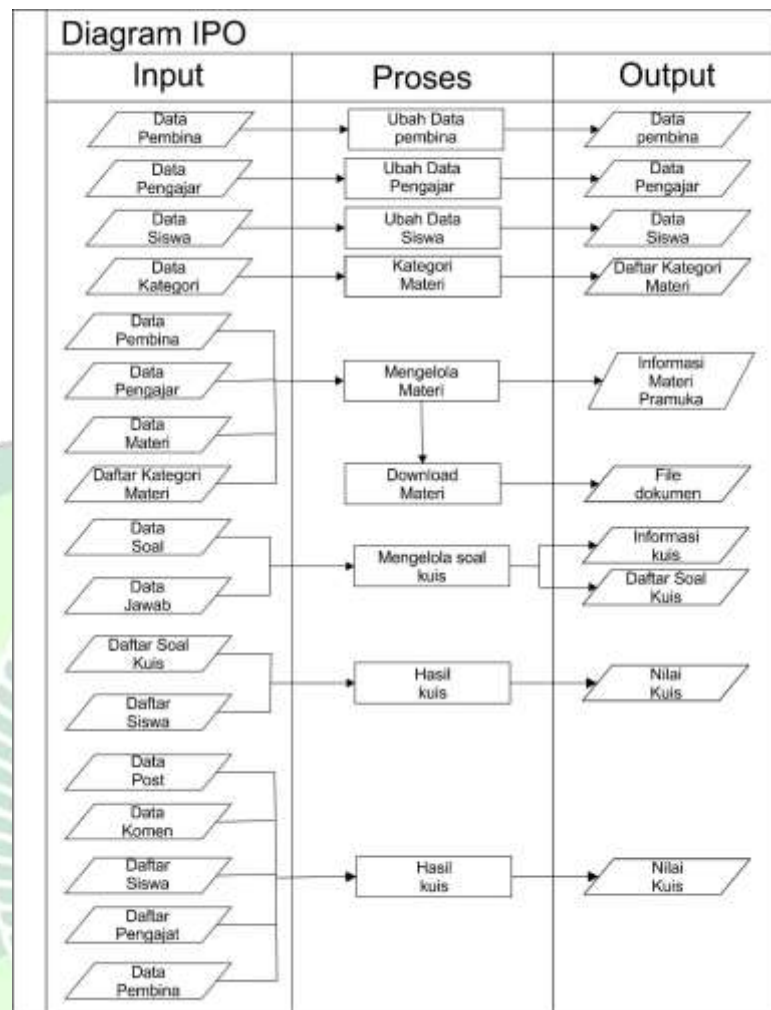 Diagram IPO
Input
Proses
Output
Data
Pembina
Ubah Data
pembina
Data
pembina
Data
Pengajar
Ubah Data
Pengajar
Data
Pengajar
Data
Siswa
Ubah Data
Siswa
Data
Siswa
Data
Kategori
Kategori
Materi
Daftar Kategori
Materi
Data
Pembina
Data
Pengajar
Data
Materi
Daftar Kategori
Materi
Mengelola
Materi
Informasi
Materi
Pramuka
Download
Materi
File
dokumen
Data
Soal
Data
Jawab
Mengelola soal
kuis
Informasi
kuis
Daftar Soal
Kuis
Daftar Soal
Kuis
Daftar
Siswa
Hasil
kuis
Nilai
Kuis
Data
Post
Data
Komen
Daftar
Siswa
Daftar
Pengajat
Data
Pembina
Hasil
kuis
Nilai
Kuis